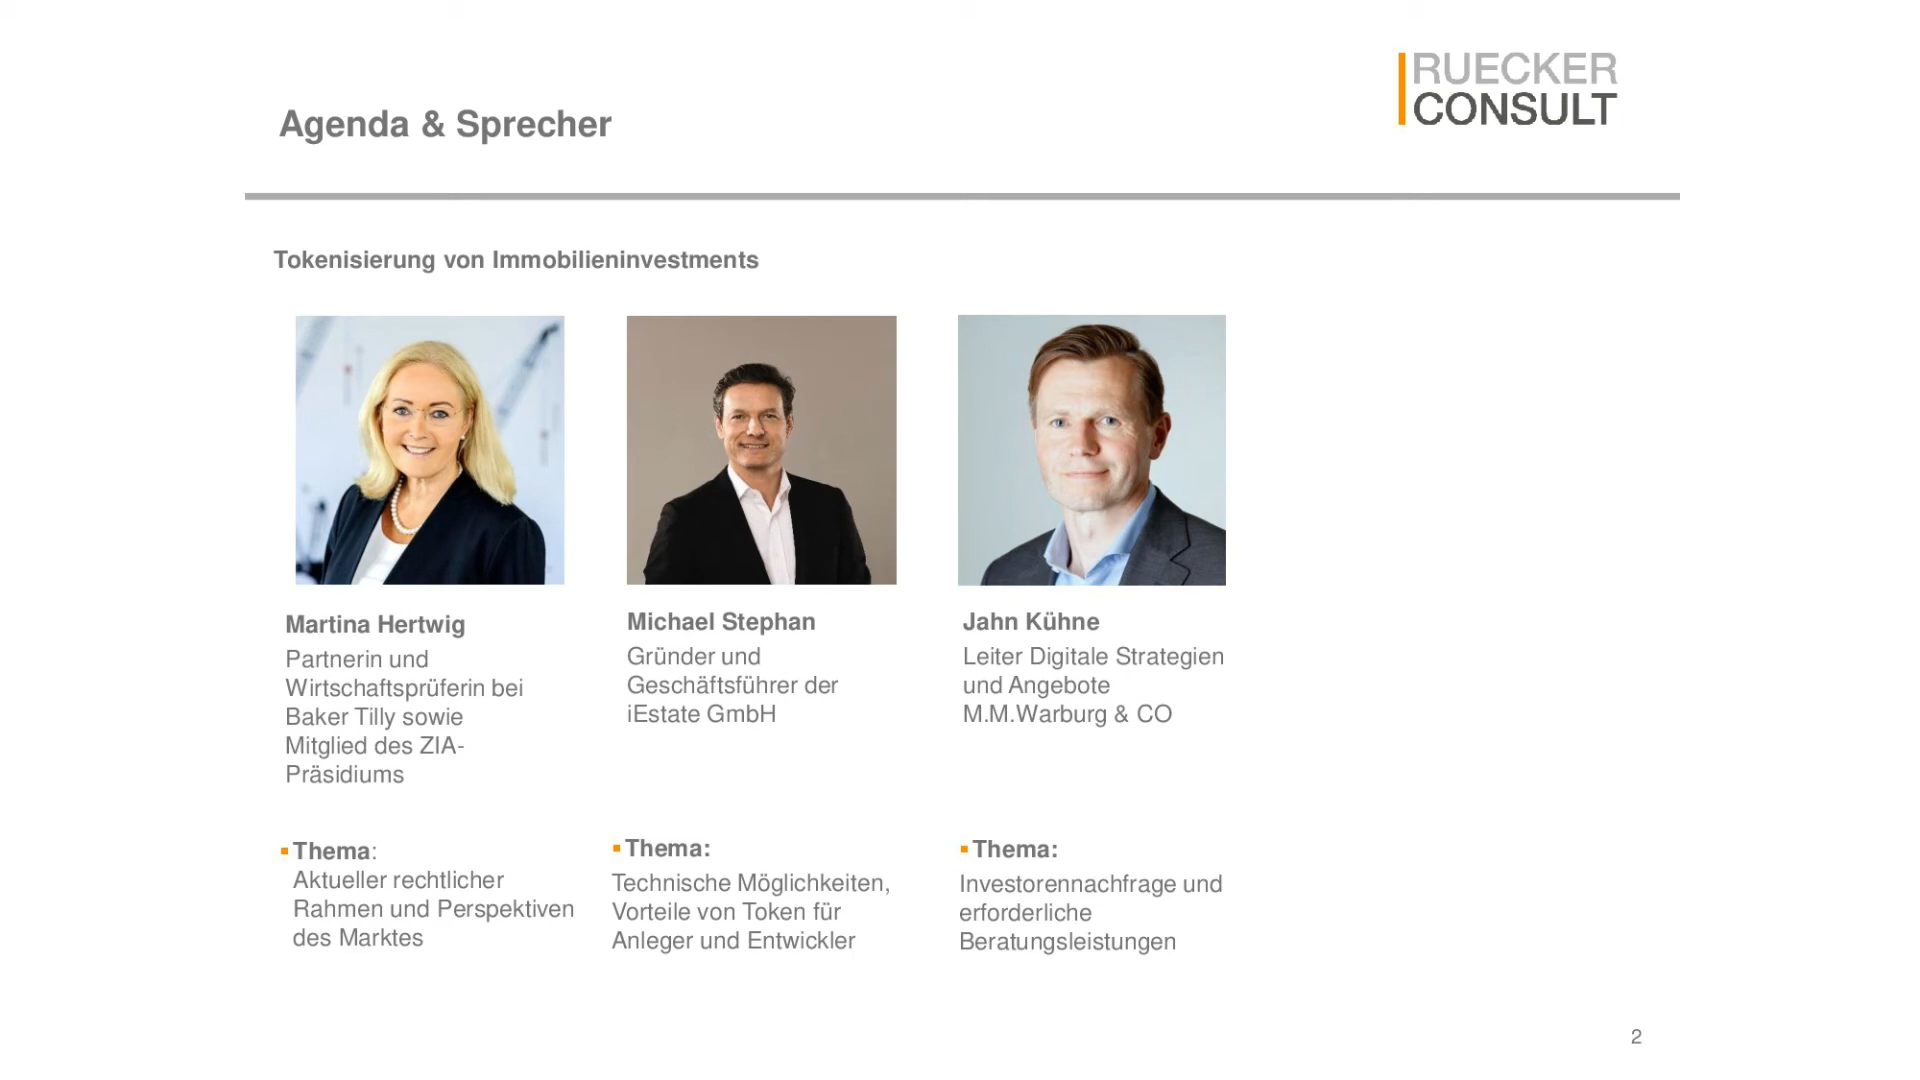 RUECKER
CONSULT
Agenda & Sprecher
Tokenisierung von Immobilieninvestments
Martina Hertwig
Partnerin und
Wirtschaftsprüferin bei
Baker Tilly sowie
Mitglied des ZIA-
Präsidiums
Thema:
Aktueller rechtlicher
Rahmen und Perspektiven
des Marktes
Michael Stephan
Gründer und
Geschäftsführer der
iEstate GmbH
Thema:
Technische Möglichkeiten,
Vorteile von Token für
Anleger und Entwickler
Jahn Kühne
Leiter Digitale Strategien
und Angebote
M.M.Warburg & CO
Thema:
Investorennachfrage und
erforderliche
Beratungsleistungen
2